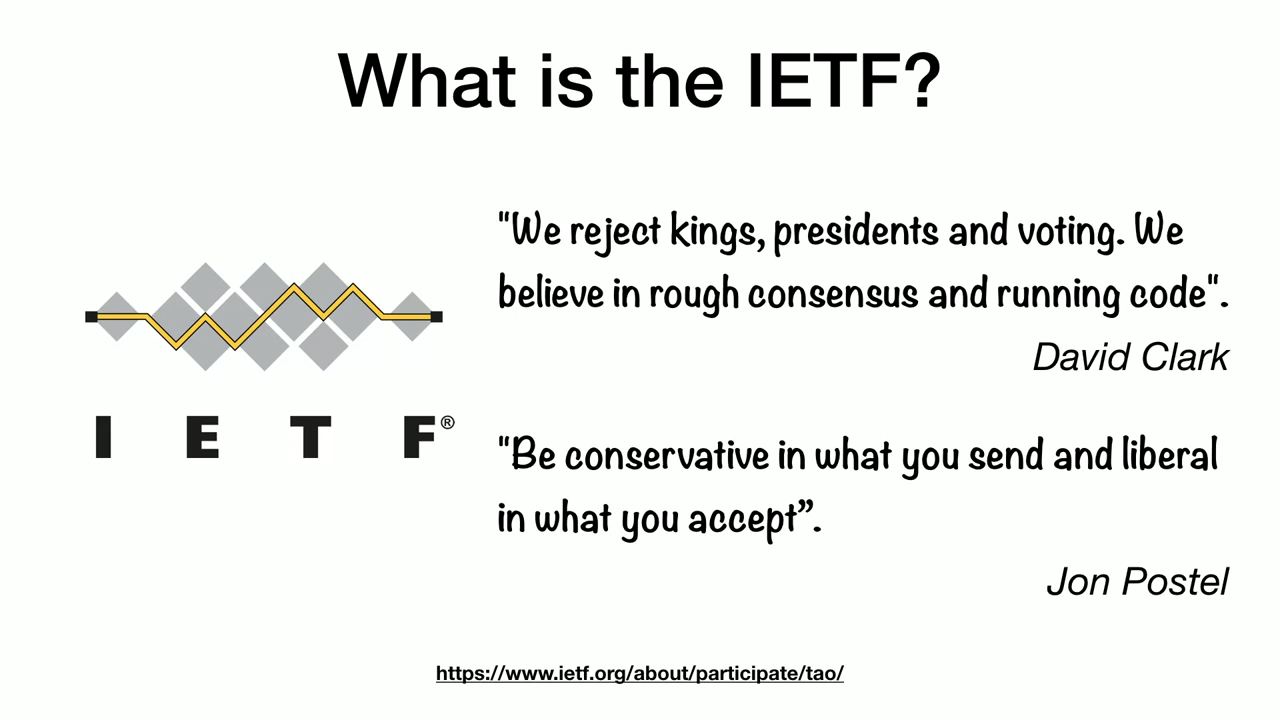 What is the IETF?
"We reject kings, presidents and voting. We
believe in rough consensus and running code".
David Clark
I E T F®
"Be conservative in what you send and liberal
in what you accept”.
Jon Postel
https://www.ietf.org/about/participate/tao/